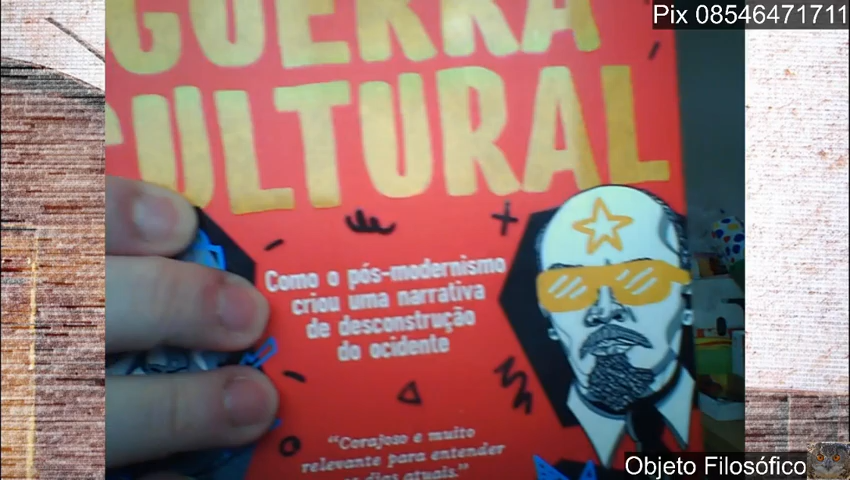 Pix 08546471711
GUERRA
CULTURAL
Como o pós-modernismo
criou uma narrativa
de desconstrução
do ocidente
“Corajoso e muito
relevante para entender
dias atuais.”
Objeto Filosófico